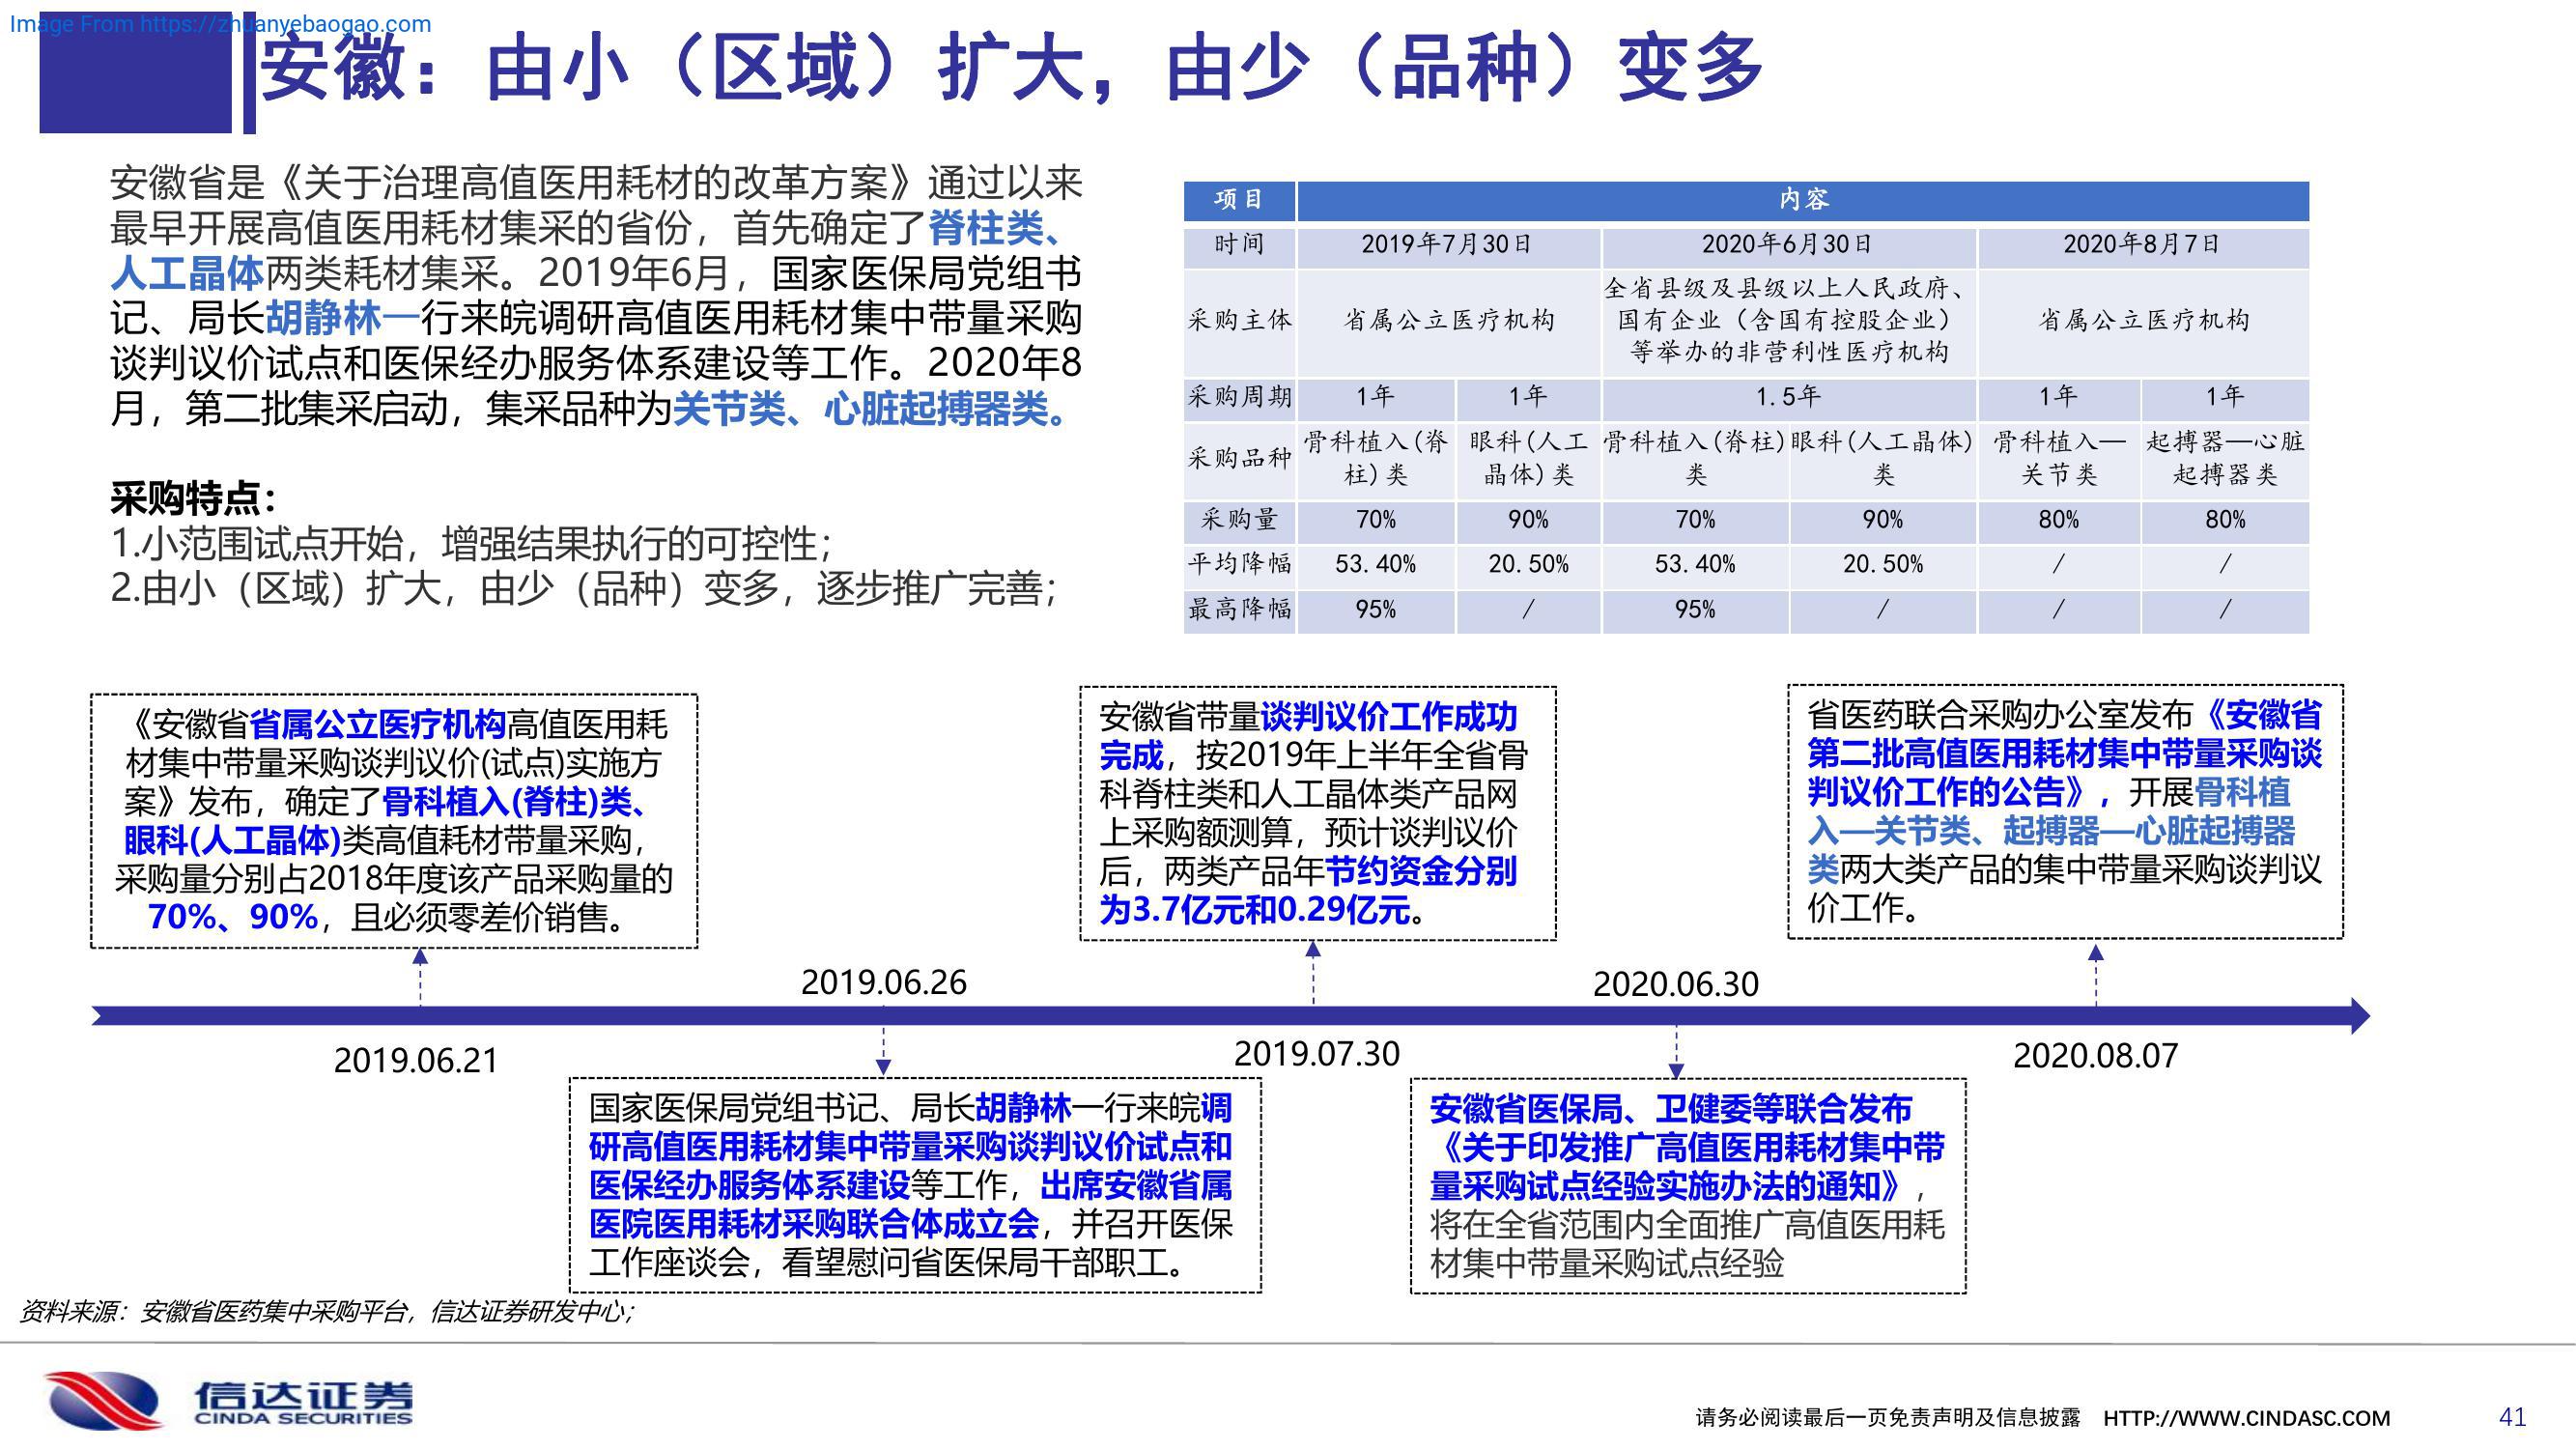 Image From https://zhuanyebaogao.com
安徽：由小（区域）扩大，由少（品种）变多
安徽省是《关于治理高值医用耗材的改革方案》通过以来
最早开展高值医用耗材集采的省份，首先确定了脊柱类、
人工晶体两类耗材集采。2019年6月，国家医保局党组书
记、局长胡静林一行来皖调研高值医用耗材集中带量采购
谈判议价试点和医保经办服务体系建设等工作。2020年8
月，第二批集采启动，集采品种为关节类、心脏起搏器类。
采购特点：
1.小范围试点开始，增强结果执行的可控性；
2.由小（区域）扩大，由少（品种）变多，逐步推广完善；
项目 内容
时间 2019年7月30日 2020年6月30日 2020年8月7日
采购主体 省属公立医疗机构
全省县级及县级以上人民政府、
国有企业（含国有控股企业）
等举办的非营利性医疗机构
省属公立医疗机构
采购周期 1年 1年 1.5年 1年 1年
采购品种
骨科植入(脊
柱)类
眼科(人工
晶体)类
骨科植入(脊柱)
类
眼科(人工晶体)
类
骨科植入—
关节类
起搏器—心脏
起搏器类
采购量 70% 90% 70% 90% 80% 80%
平均降幅 53.40% 20.50% 53.40% 20.50% / /
最高降幅 95% / 95% / / /
《安徽省省属公立医疗机构高值医用耗
材集中带量采购谈判议价(试点)实施方
案》发布，确定了骨科植入(脊柱)类、
眼科(人工晶体)类高值耗材带量采购，
采购量分别占2018年度该产品采购量的
70%、90%，且必须零差价销售。
安徽省带量谈判议价工作成功
完成，按2019年上半年全省骨
科脊柱类和人工晶体类产品网
上采购额测算，预计谈判议价
后，两类产品年节约资金分别
为3.7亿元和0.29亿元。
省医药联合采购办公室发布《安徽省
第二批高值医用耗材集中带量采购谈
判议价工作的公告》，开展骨科植
入—关节类、起搏器—心脏起搏器
类两大类产品的集中带量采购谈判议
价工作。
2019.06.26
2020.06.30
2019.06.21
2019.07.30
2020.08.07
国家医保局党组书记、局长胡静林一行来皖调
研高值医用耗材集中带量采购谈判议价试点和
医保经办服务体系建设等工作，出席安徽省属
医院医用耗材采购联合体成立会，并召开医保
工作座谈会，看望慰问省医保局干部职工。
安徽省医保局、卫健委等联合发布
《关于印发推广高值医用耗材集中带
量采购试点经验实施办法的通知》，
将在全省范围内全面推广高值医用耗
材集中带量采购试点经验
资料来源：安徽省医药集中采购平台，信达证券研发中心；
信达证券
CINDA SECURITIES
请务必阅读最后一页免责声明及信息披露 HTTP://WWW.CINDASC.COM 41